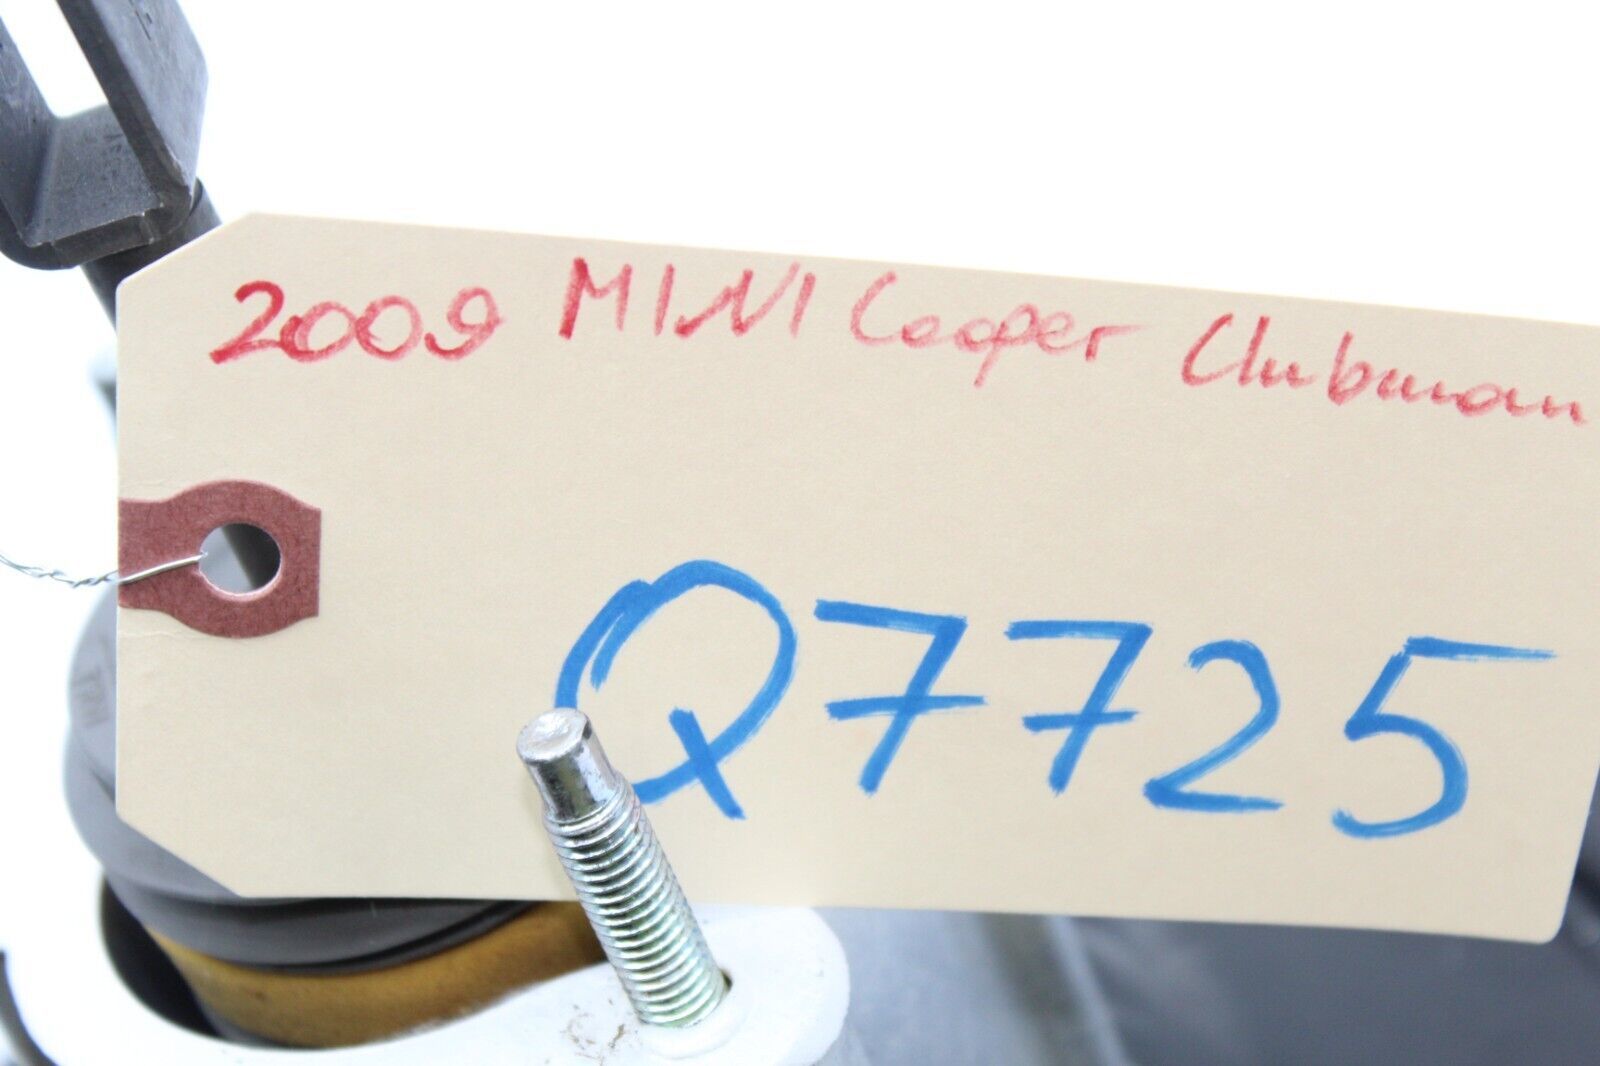 2009 MINI Cooper Clubman
Q7725